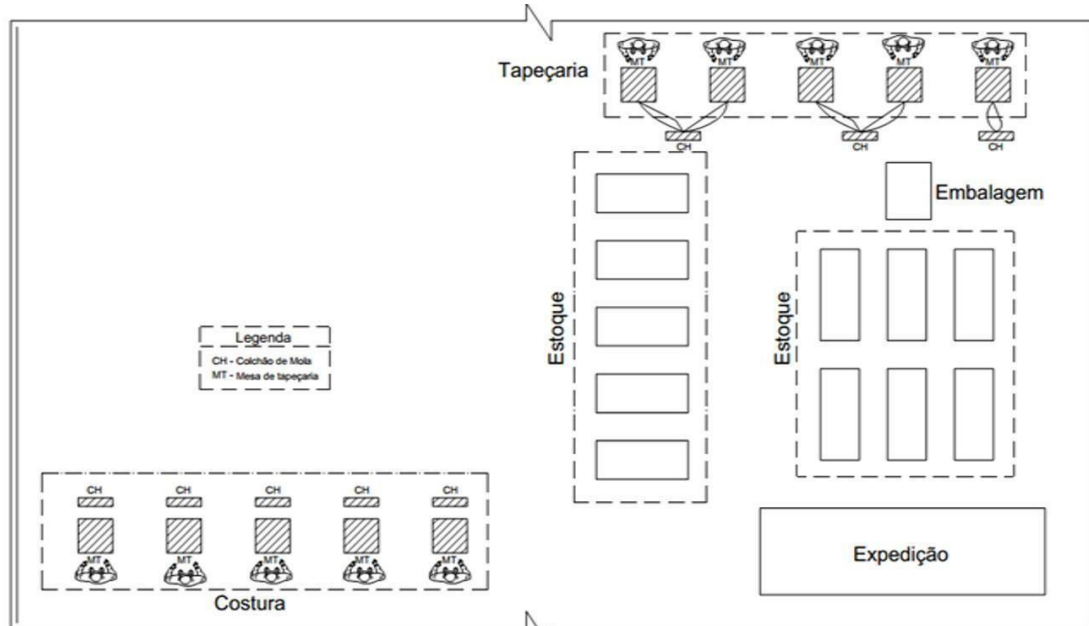 MT MT MT MT MT
Tapeçaria
CH CH CH
Embalagem
Estoque
Estoque
Legenda
CH - Colchão de Mola
MT - Mesa de tapeçaria
CH CH CH CH CH
MT MT MT MT MT
Expedição
Costura